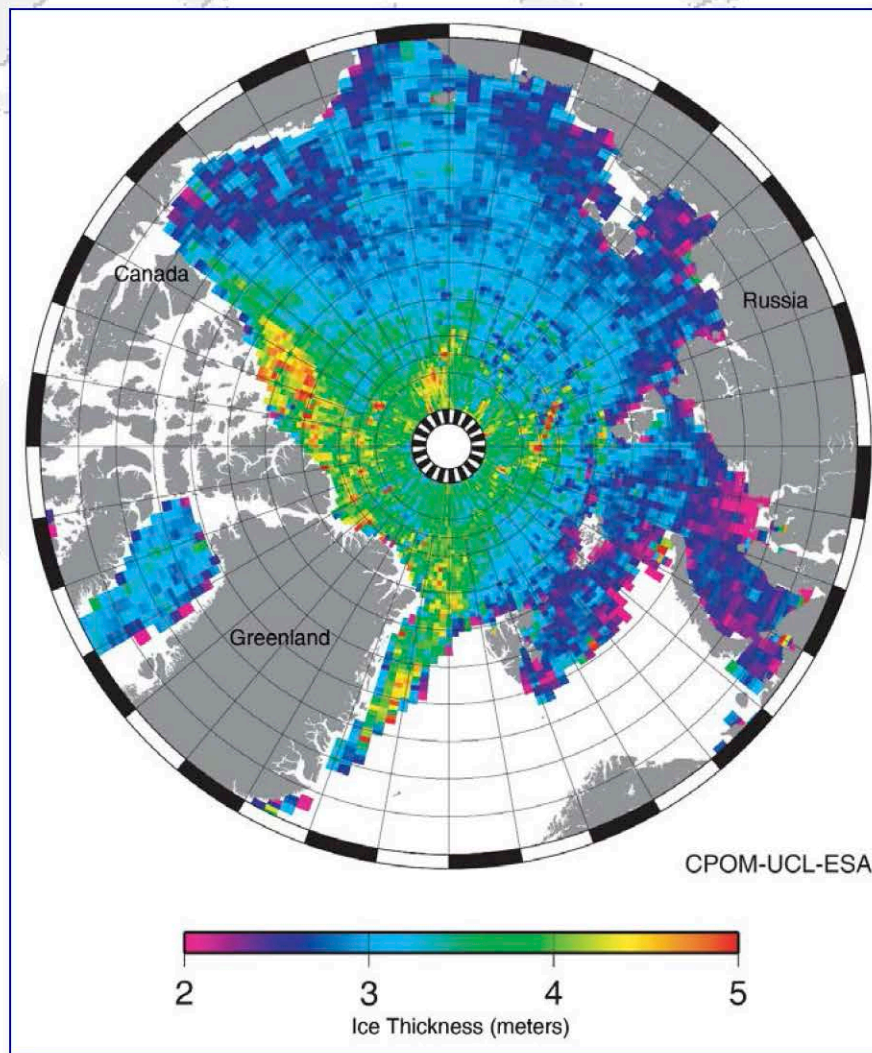 Canada
Russia
Greenland
CPOM-UCL-ESA
2 3 4 5
Ice Thickness (meters)